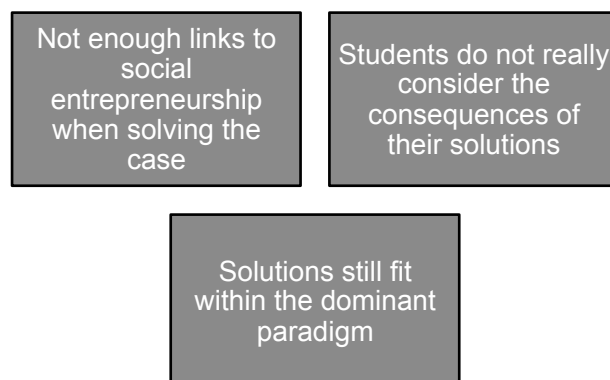 Not enough links to
social
entrepreneurship
when solving the
case
Students do not really
consider the
consequences of
their solutions
Solutions still fit
within the dominant
paradigm